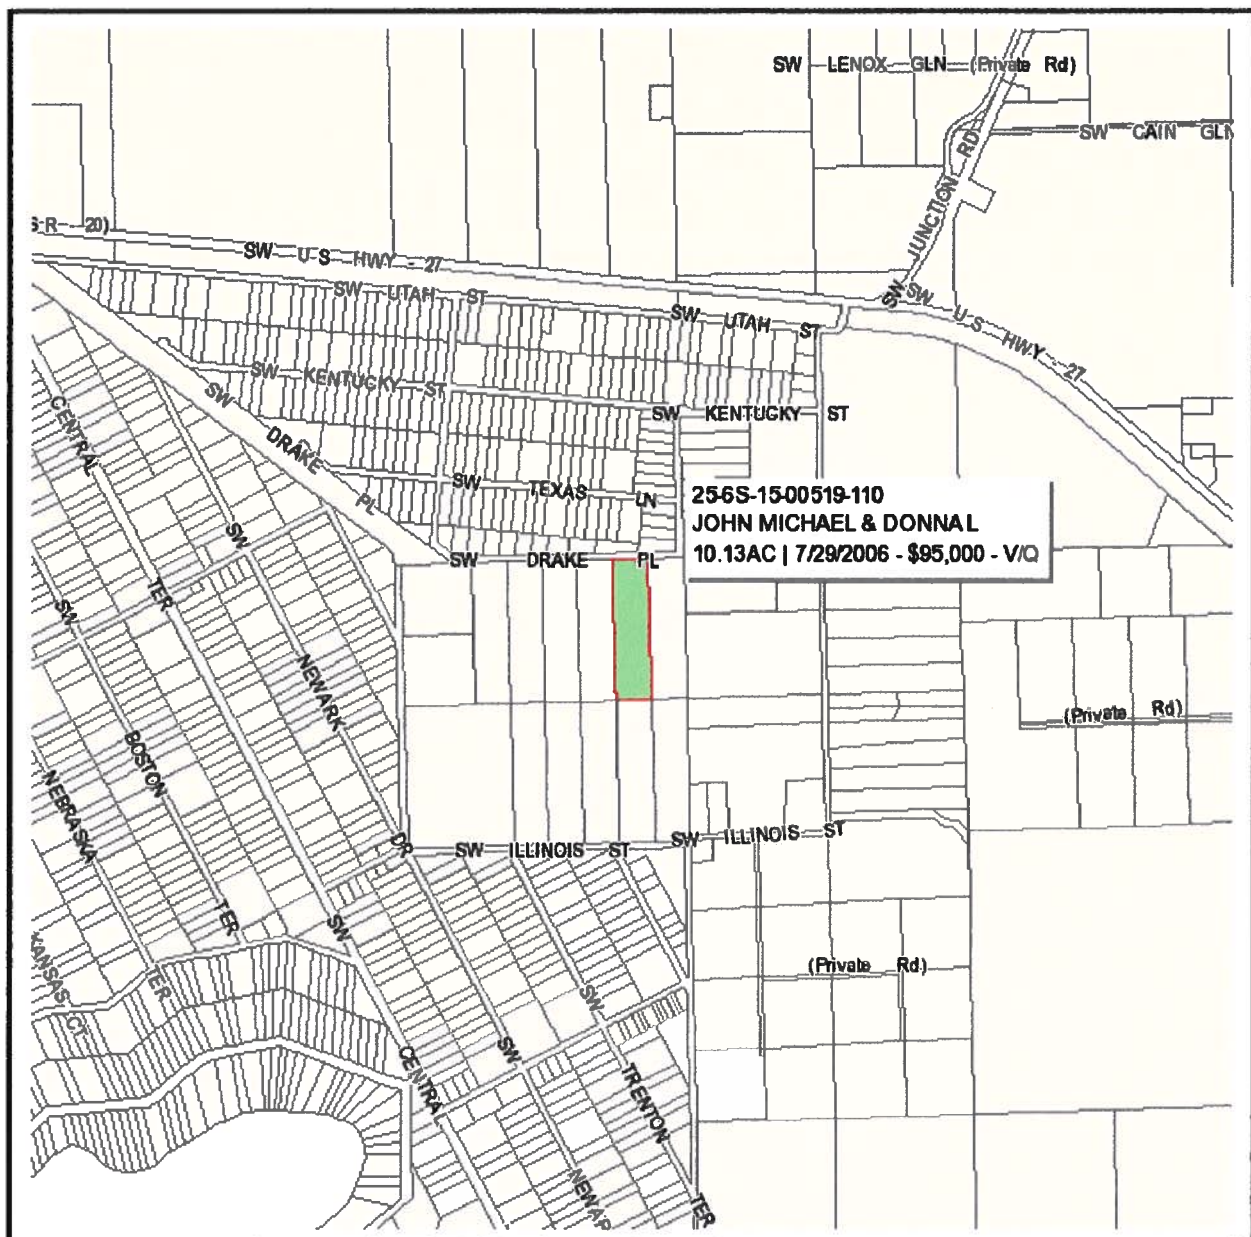 SW LENOX GLN (Private Rd)
SW CAIN GLN
SW JUNCTION RD
S R - 20)
SW U S HWY - 27
SW UTAH ST
SW UTAH ST
SW U S HWY - 27
SW KENTUCKY ST
SW KENTUCKY ST
SW DRAKE PL
CENTRAL TER
SW TEXAS LN
25-6S-15-00519-110
JOHN MICHAEL & DONNA L
10.13AC | 7/29/2006 - $95,000 - V/Q
SW DRAKE PL
SW NEWARK DR
SW BOSTON TER
NEBRASKA TER
KANSAS CT
(Private Rd)
SW ILLINOIS ST
SW ILLINOIS ST
(Private Rd)
SW CENTRA
SW NEWAR
SW TRENTON TER